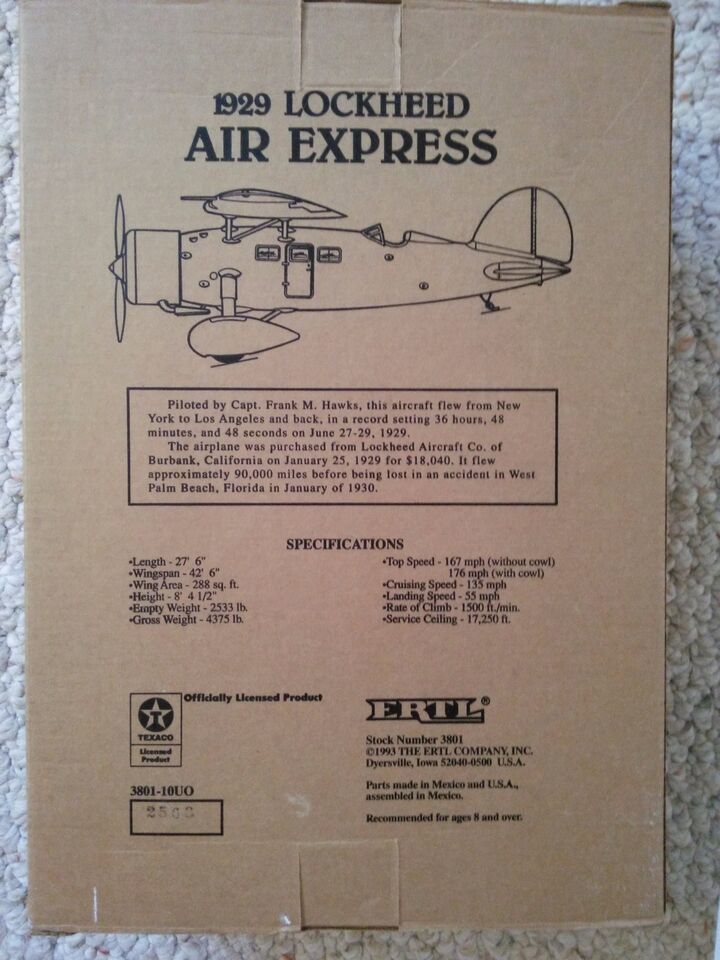 1929 LOCKHEED
AIR EXPRESS
Piloted by Capt. Frank M. Hawks, this aircraft flew from New
York to Los Angeles and back, in a record setting 36 hours, 48
minutes, and 48 seconds on June 27-29, 1929.
The airplane was purchased from Lockheed Aircraft Co. of
Burbank, California on January 25, 1929 for $18,040. It flew
approximately 90,000 miles before being lost in an accident in West
Palm Beach, Florida in January of 1930.
SPECIFICATIONS
•Length - 27' 6"
•Wingspan - 42' 6"
•Wing Area - 288 sq. ft.
•Height - 8' 4 1/2"
•Empty Weight - 2533 lb.
•Gross Weight - 4375 lb.
•Top Speed - 167 mph (without cowl)
176 mph (with cowl)
•Cruising Speed - 135 mph
•Landing Speed - 55 mph
•Rate of Climb - 1500 ft./min.
•Service Ceiling - 17,250 ft.
Officially Licensed Product
T
TEXACO
Licensed
Product
3801-10UO
ERTL®
Stock Number 3801
©1993 THE ERTL COMPANY, INC.
Dyersville, Iowa 52040-0500 U.S.A.
Parts made in Mexico and U.S.A.,
assembled in Mexico.
Recommended for ages 8 and over.